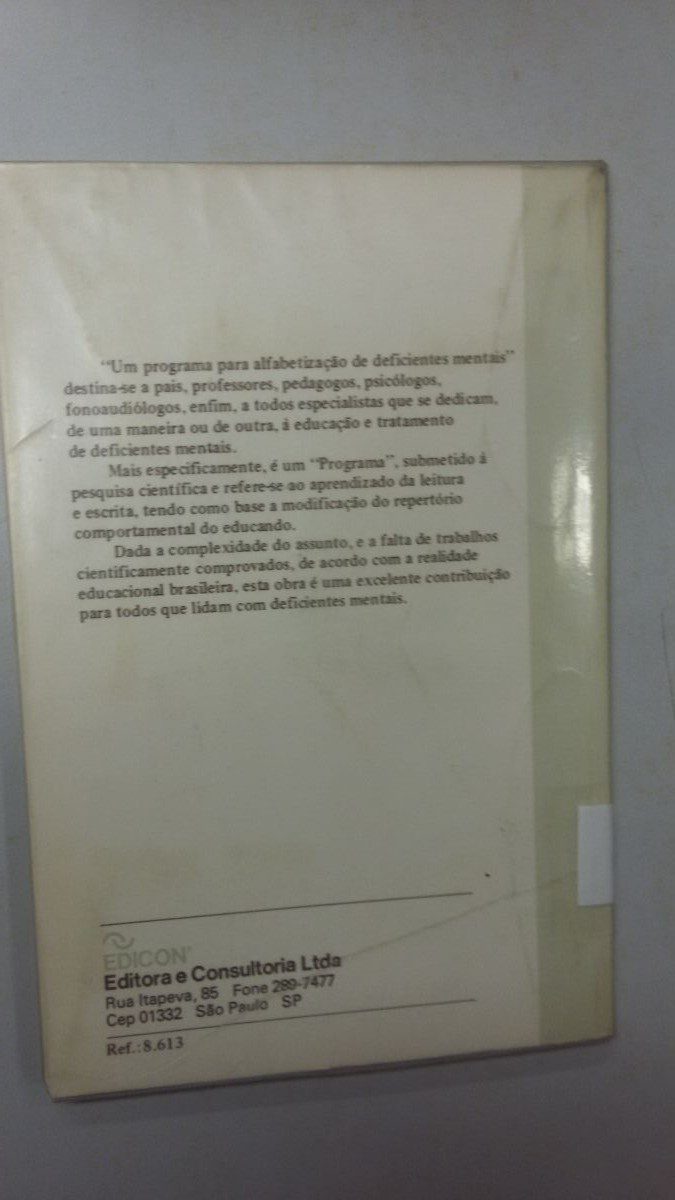 "Um programa para alfabetização de deficientes mentais"
destina-se a pais, professores, pedagogos, psicólogos,
fonoaudiólogos, enfim, a todos especialistas que se dedicam,
de uma maneira ou de outra, à educação e tratamento
de deficientes mentais.
Mais especificamente, é um "Programa", submetido à
pesquisa científica e refere-se ao aprendizado da leitura
e escrita, tendo como base a modificação do repertório
comportamental do educando.
Dada a complexidade do assunto, e a falta de trabalhos
cientificamente comprovados, de acordo com a realidade
educacional brasileira, esta obra é uma excelente contribuição
para todos que lidam com deficientes mentais.
EDICON
Editora e Consultoria Ltda
Rua Itapeva, 85 Fone 289-7477
Cep 01332 São Paulo SP
Ref.:8.613